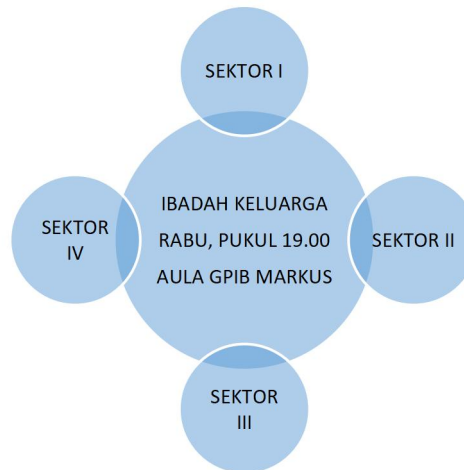 SEKTOR I
IBADAH KELUARGA
RABU, PUKUL 19.00
AULA GPIB MARKUS
SEKTOR
IV
SEKTOR II
SEKTOR
III